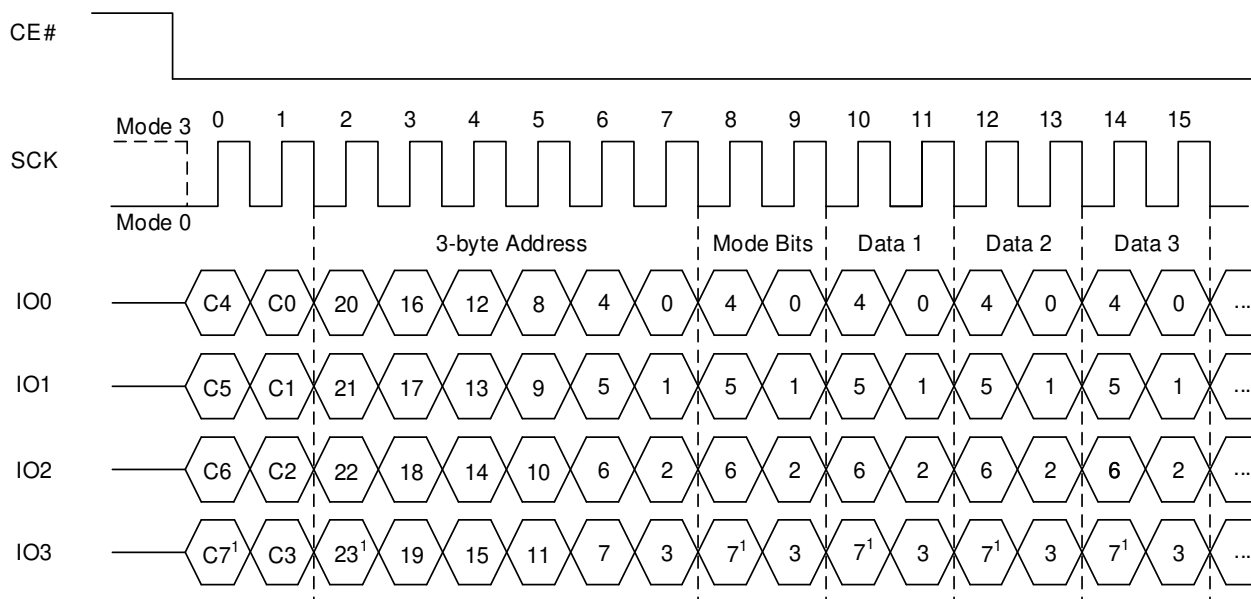 CE#
Mode 3 0 1 2 3 4 5 6 7 8 9 10 11 12 13 14 15
SCK
Mode 0
3-byte Address Mode Bits Data 1 Data 2 Data 3
IO0 C4 C0 20 16 12 8 4 0 4 0 4 0 4 0 4 0 ...
IO1 C5 C1 21 17 13 9 5 1 5 1 5 1 5 1 5 1 ...
IO2 C6 C2 22 18 14 10 6 2 6 2 6 2 6 2 6 2 ...
IO3 C7¹ C3 23¹ 19 15 11 7 3 7¹ 3 7¹ 3 7¹ 3 7¹ 3 ...